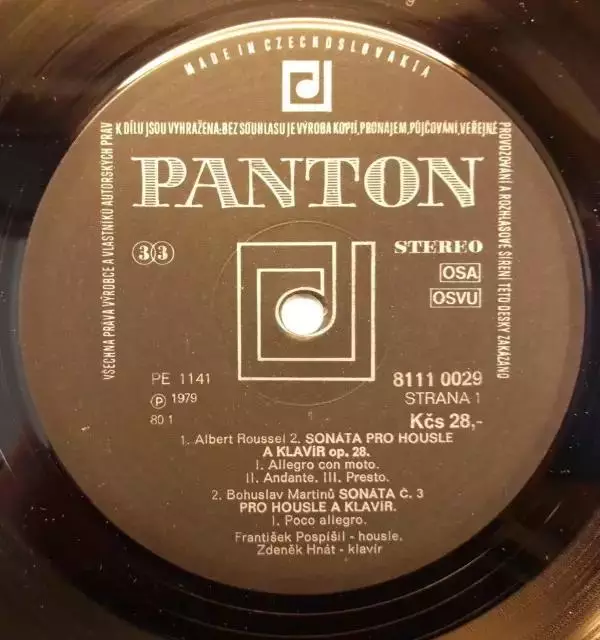 MADE IN CZECHOSLOVAKIA
VŠECHNA PRÁVA VÝROBCE A VLASTNÍKŮ AUTORSKÝCH PRÁV
K DÍLU JSOU VYHRAŽENA: BEZ SOUHLASU JE VÝROBA KOPIÍ, PRONÁJEM, PŮJČOVÁNÍ, VEŘEJNÉ
PROVOZOVÁNÍ A ROZHLASOVÉ ŠÍŘENÍ TÉTO DESKY ZAKÁZÁNO
PANTON
33 STEREO
OSA
OSVU
PE 1141 8111 0029
Ⓟ 1979 STRANA 1
80 1 Kčs 28,-
1. Albert Roussel 2. SONÁTA PRO HOUSLE
A KLAVÍR op. 28.
I. Allegro con moto.
II. Andante. III. Presto.
2. Bohuslav Martinů SONATA Č. 3
PRO HOUSLE A KLAVÍR.
I. Poco allegro.
František Pospíšil - housle.
Zdeněk Hnát - klavír